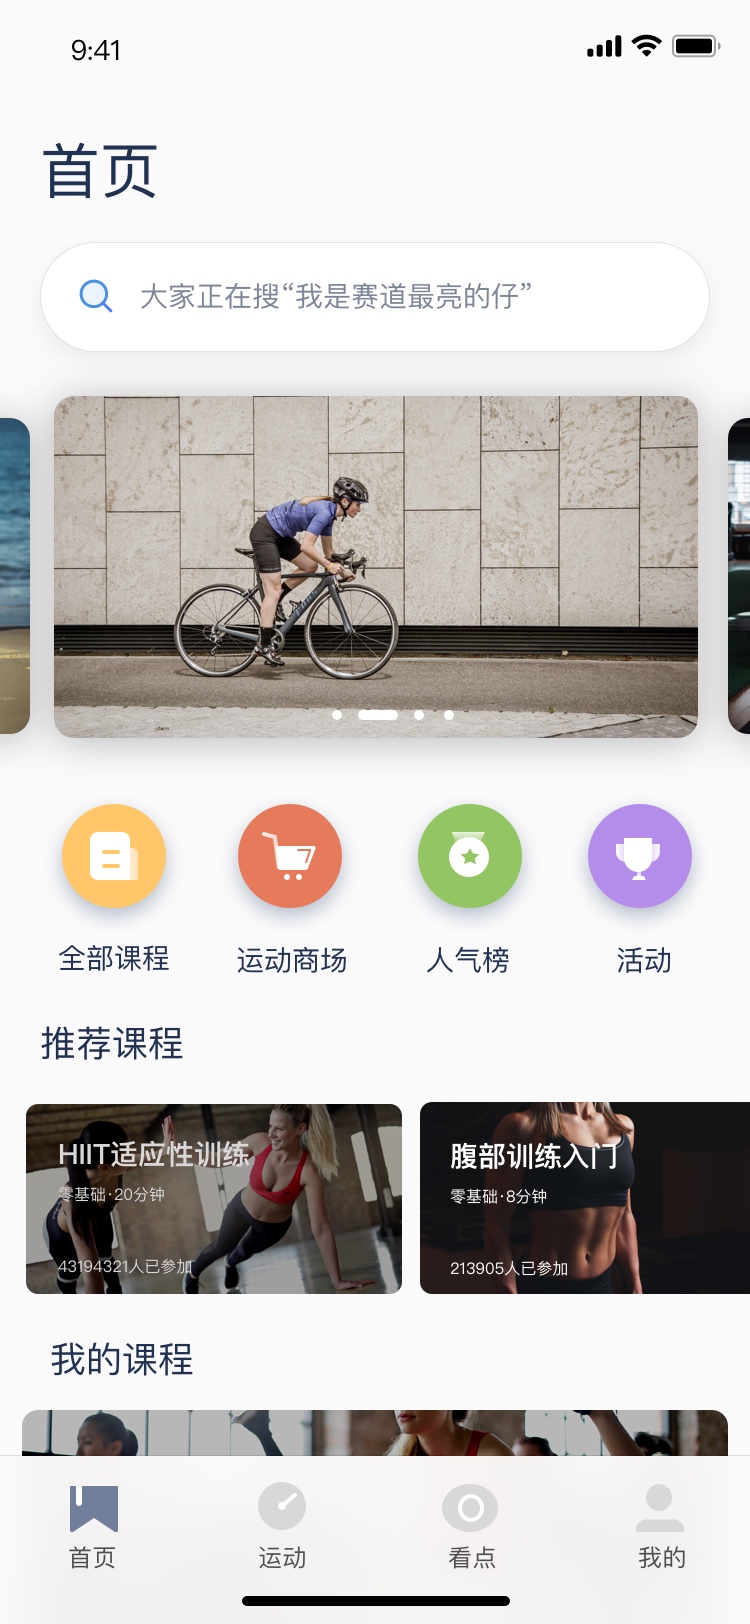 9:41
首页
大家正在搜“我是赛道最亮的仔”
全部课程
运动商场
人气榜
活动
推荐课程
HIIT适应性训练
零基础·20分钟
43194321人已参加
腹部训练入门
零基础·8分钟
213905人已参加
我的课程
首页
运动
看点
我的